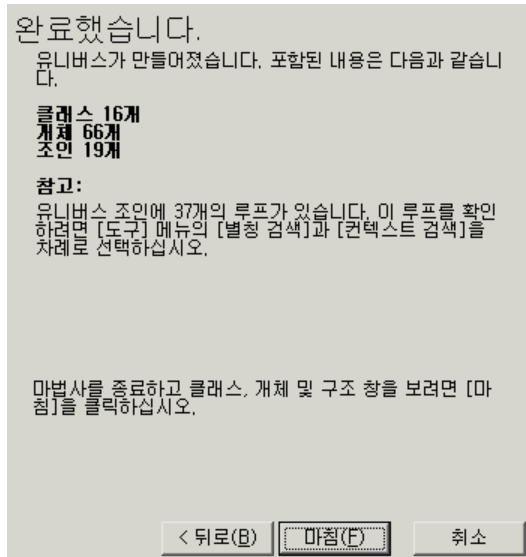 완료했습니다.
유니버스가 만들어졌습니다. 포함된 내용은 다음과 같습니
다.
클래스 16개
개체 66개
조인 19개
참고:
유니버스 조인에 37개의 루프가 있습니다. 이 루프를 확인
하려면 [도구] 메뉴의 [별칭 검색]과 [컨텍스트 검색]을
차례로 선택하십시오.
마법사를 종료하고 클래스, 개체 및 구조 창을 보려면 [마
침]을 클릭하십시오.
< 뒤로(B) 마침(F) 취소